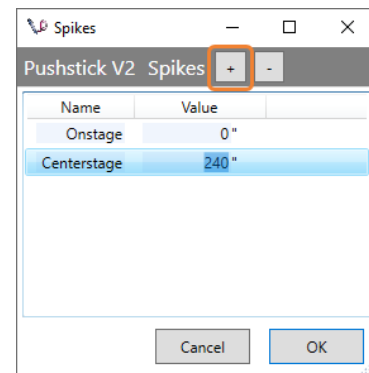 Spikes
Pushstick V2 Spikes + -
Name Value
Onstage 0"
Centerstage 240"
Cancel OK